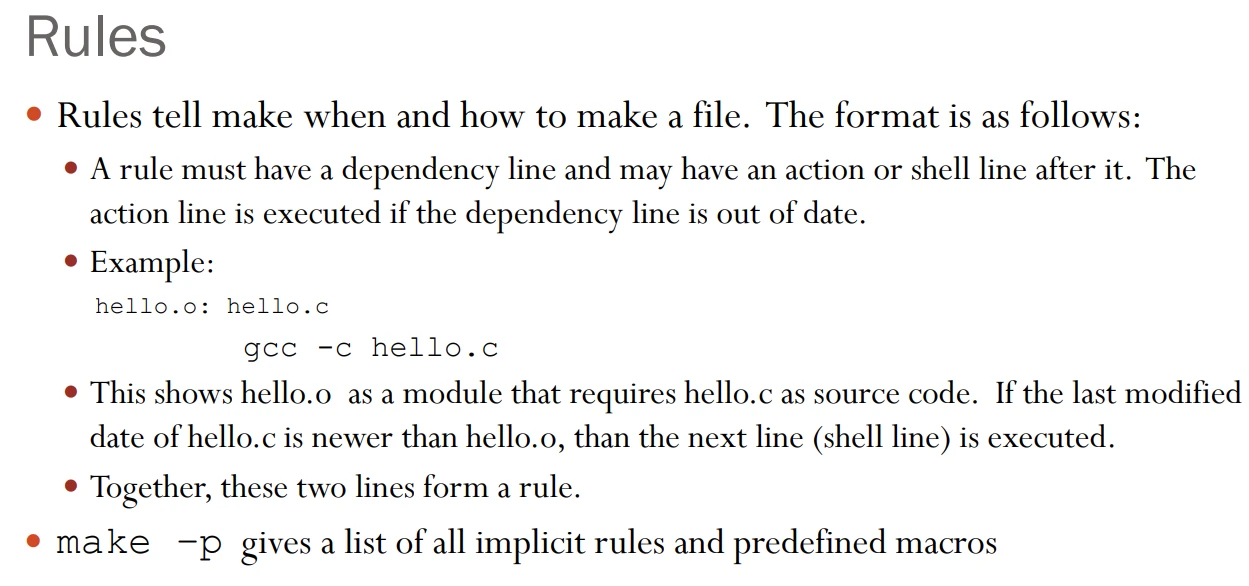 Rules
• Rules tell make when and how to make a file.  The format is as follows:
• A rule must have a dependency line and may have an action or shell line after it.  The
action line is executed if the dependency line is out of date.
• Example:
hello.o: hello.c
gcc -c hello.c
• This shows hello.o  as a module that requires hello.c as source code.  If the last modified
date of hello.c is newer than hello.o, than the next line (shell line) is executed.
• Together, these two lines form a rule.
• make –p gives a list of all implicit rules and predefined macros